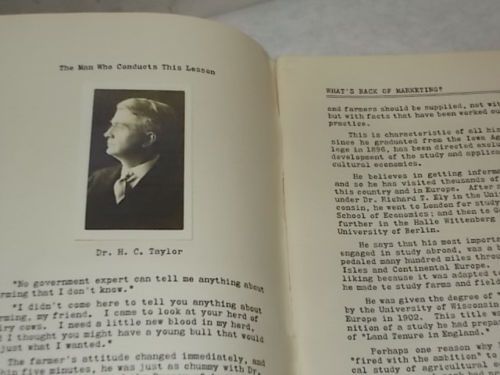 The Man Who Conducts This Lesson
Dr. H. C. Taylor
"No government expert can tell me anything about
rming that I don't know."
"I didn't come here to tell you anything about
rming, my friend. I came to look at your herd of
iry cows. I need a little new blood in my herd,
d I thought you might have a young bull that would
just what I wanted."
The farmer's attitude changed immediately, and
hin five minutes, he was just as chummy with Dr.
WHAT'S BACK OF MARKETING?
and farmers should be supplied, not wit
but with facts that have been worked ou
practice.
This is characteristic of all his
since he graduated from the Iowa Ag
lege in 1896, has been directed exclu
development of the study and applica
cultural economics.
He believes in getting informa
and so he has visited thousands of
this country and in Europe. After
under Dr. Richard T. Ely in the Uni
consin, he went to London for study
School of Economics; and then to G
further in the Halle Wittenberg
University of Berlin.
He says that his most import
engaged in study abroad, was a t
pedaled many hundred miles throug
Isles and Continental Europe.
liking because it was adapted t
he made to study farms and field
He was given the degree of
by the University of Wisconsin
Europe in 1902. This title wa
nition of a study he had prep
of "Land Tenure in England."
Perhaps one reason why
"fired with the ambition" to
cal study of agricultural e